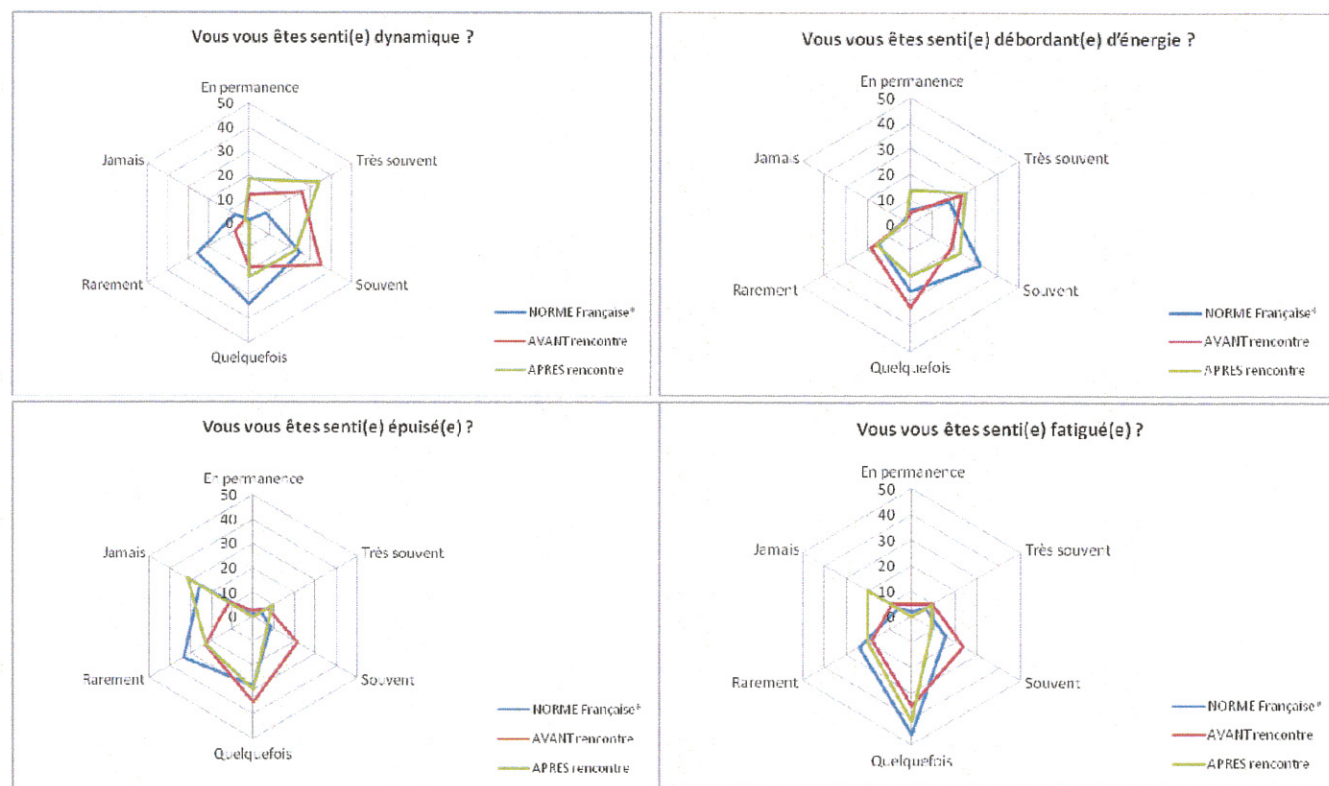 Vous vous êtes senti(e) dynamique ?
En permanence
50
40
30
20
10
0
Très souvent
Souvent
Quelquefois
Rarement
Jamais
NORME Française*
AVANT rencontre
APRES rencontre
Vous vous êtes senti(e) débordant(e) d'énergie ?
En permanence
50
40
30
20
10
0
Très souvent
Souvent
Quelquefois
Rarement
Jamais
NORME Française*
AVANT rencontre
APRES rencontre
Vous vous êtes senti(e) épuisé(e) ?
En permanence
50
40
30
20
10
0
Très souvent
Souvent
Quelquefois
Rarement
Jamais
NORME Française*
AVANT rencontre
APRES rencontre
Vous vous êtes senti(e) fatigué(e) ?
En permanence
50
40
30
20
10
0
Très souvent
Souvent
Quelquefois
Rarement
Jamais
NORME Française*
AVANT rencontre
APRES rencontre